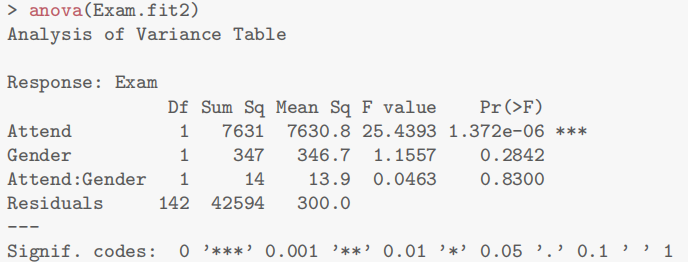 > anova(Exam.fit2)
Analysis of Variance Table
Response: Exam
Df Sum Sq Mean Sq F value Pr(>F)
Attend 1 7631 7630.8 25.4393 1.372e-06 ***
Gender 1 347 346.7 1.1557 0.2842
Attend:Gender 1 14 13.9 0.0463 0.8300
Residuals 142 42594 300.0
---
Signif. codes: 0 ’***’ 0.001 ’**’ 0.01 ’*’ 0.05 ’.’ 0.1 ’ ’ 1